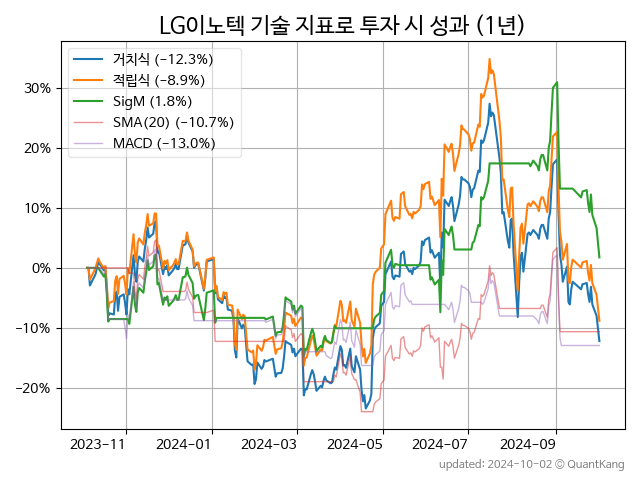 LG이노텍 기술 지표로 투자 시 성과 (1년)
거치식 (−12.3%)
적립식 (−8.9%)
SigM (1.8%)
SMA(20) (−10.7%)
MACD (−13.0%)
30%
20%
10%
0%
−10%
−20%
2023−11 2024−01 2024−03 2024−05 2024−07 2024−09
updated: 2024-10-02 © QuantKang